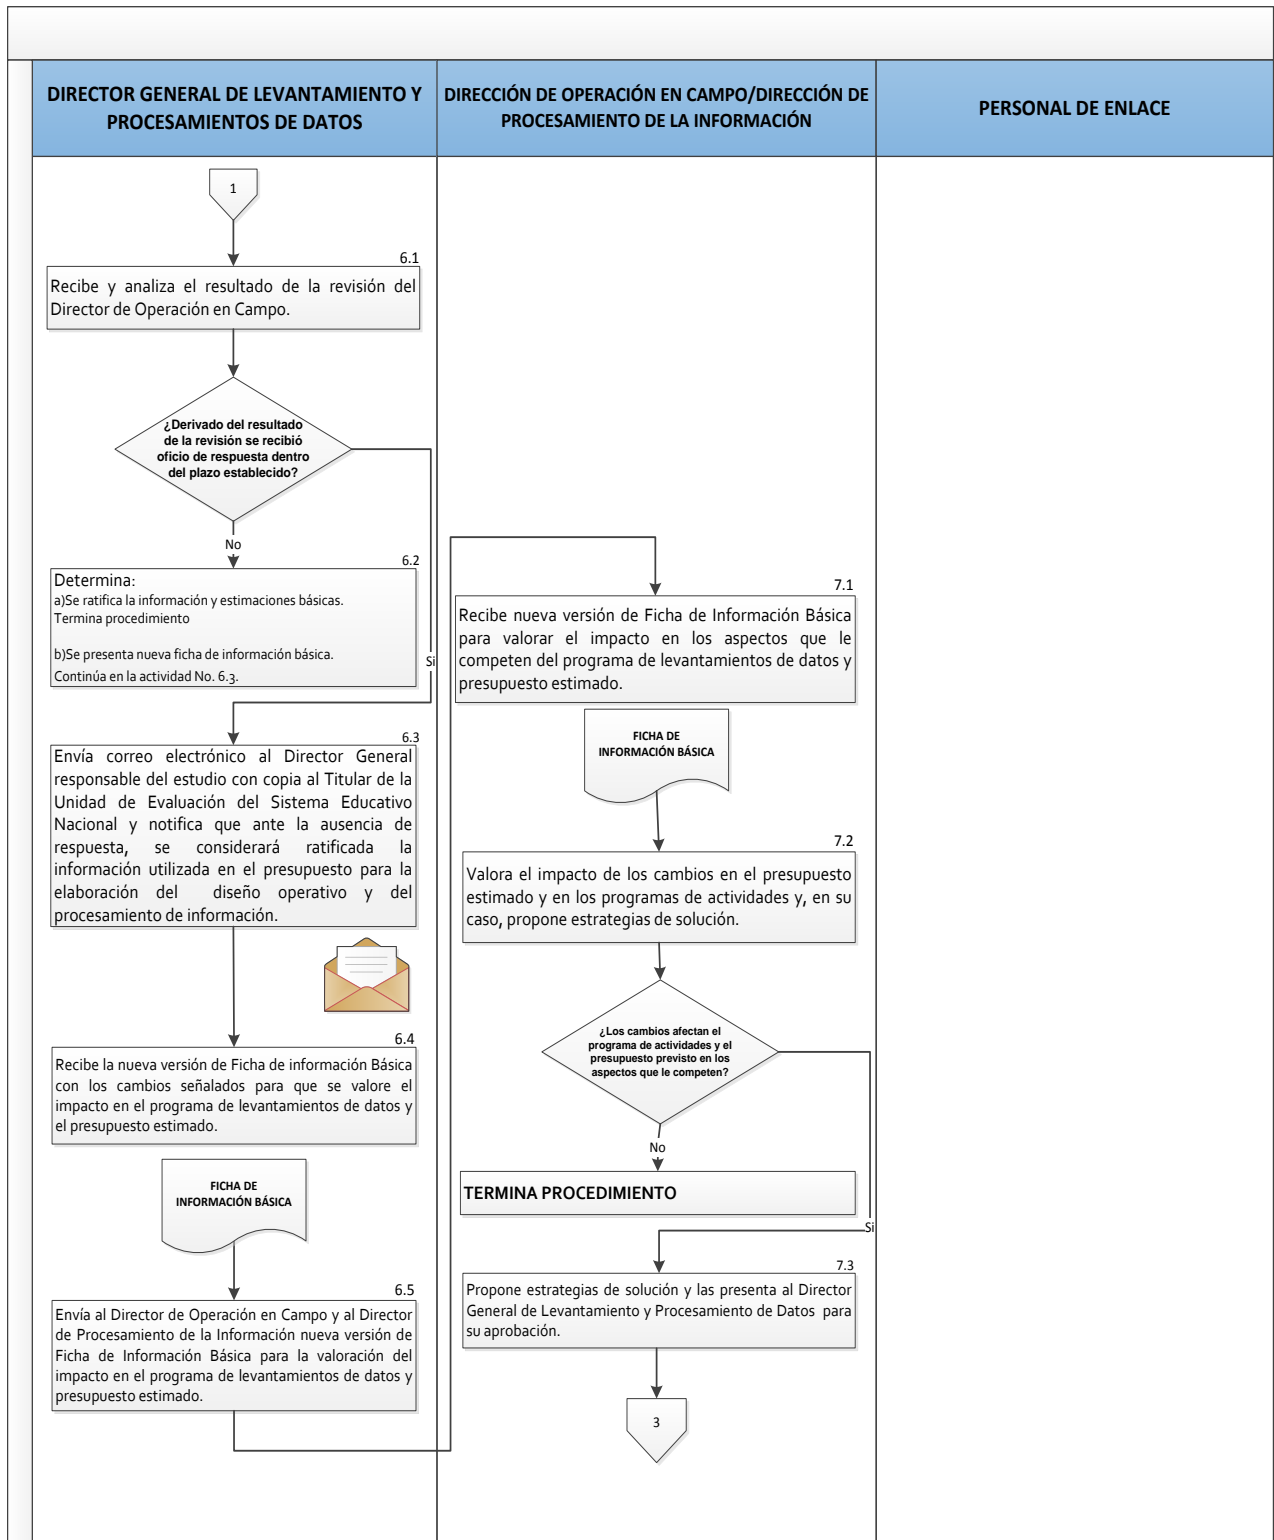 DIRECTOR GENERAL DE LEVANTAMIENTO Y
PROCESAMIENTOS DE DATOS
DIRECCIÓN DE OPERACIÓN EN CAMPO/DIRECCIÓN DE
PROCESAMIENTO DE LA INFORMACIÓN
PERSONAL DE ENLACE
1
6.1
Recibe y analiza el resultado de la revisión del
Director de Operación en Campo.
¿Derivado del resultado
de la revisión se recibió
oficio de respuesta dentro
del plazo establecido?
No
Si
6.2
Determina:
a)Se ratifica la información y estimaciones básicas.
Termina procedimiento
b)Se presenta nueva ficha de información básica.
Continúa en la actividad No. 6.3.
6.3
Envía correo electrónico al Director General
responsable del estudio con copia al Titular de la
Unidad de Evaluación del Sistema Educativo
Nacional y notifica que ante la ausencia de
respuesta, se considerará ratificada la
información utilizada en el presupuesto para la
elaboración del diseño operativo y del
procesamiento de información.
6.4
Recibe la nueva versión de Ficha de información Básica
con los cambios señalados para que se valore el
impacto en el programa de levantamientos de datos y
el presupuesto estimado.
FICHA DE
INFORMACIÓN BÁSICA
6.5
Envía al Director de Operación en Campo y al Director
de Procesamiento de la Información nueva versión de
Ficha de Información Básica para la valoración del
impacto en el programa de levantamientos de datos y
presupuesto estimado.
7.1
Recibe nueva versión de Ficha de Información Básica
para valorar el impacto en los aspectos que le
competen del programa de levantamientos de datos y
presupuesto estimado.
FICHA DE
INFORMACIÓN BÁSICA
7.2
Valora el impacto de los cambios en el presupuesto
estimado y en los programas de actividades y, en su
caso, propone estrategias de solución.
¿Los cambios afectan el
programa de actividades y el
presupuesto previsto en los
aspectos que le competen?
No
TERMINA PROCEDIMIENTO
Si
7.3
Propone estrategias de solución y las presenta al Director
General de Levantamiento y Procesamiento de Datos para
su aprobación.
3